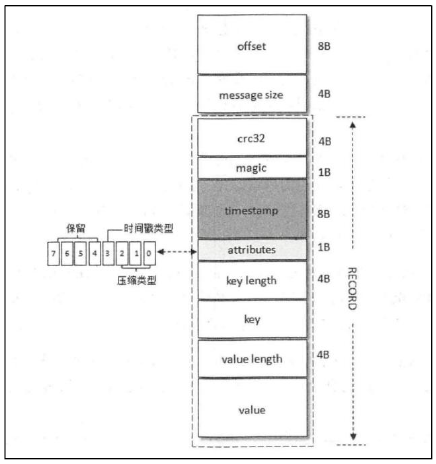 offset 8B
message size 4B
crc32 4B
magic 1B
timestamp 8B
保留 时间戳类型
7 6 5 4 3 2 1 0
attributes 1B
压缩类型
key length 4B
key
value length 4B
value
RECORD